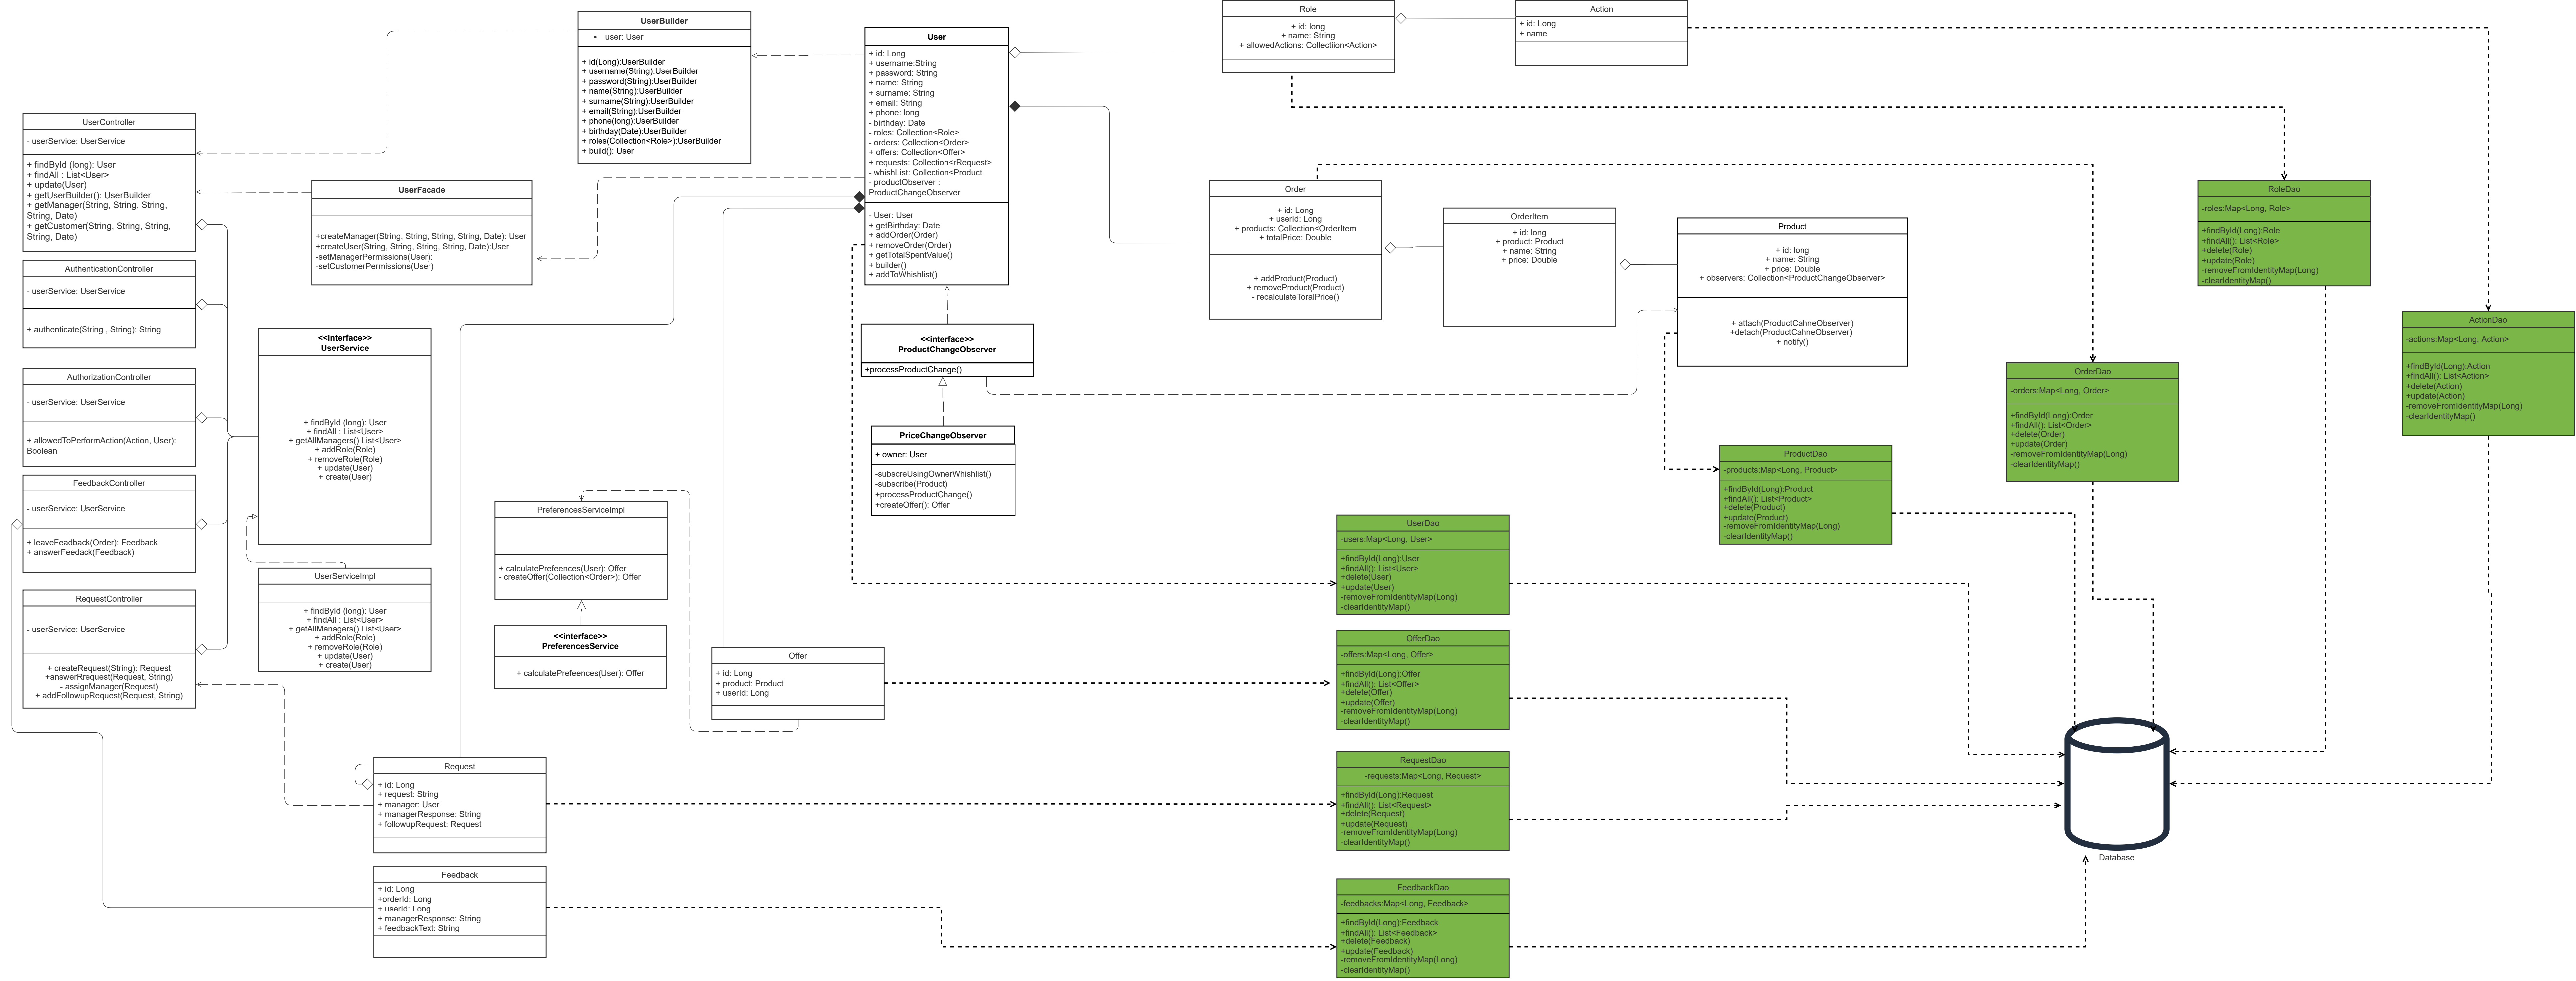 UserBuilder
• user: User
+ id(Long):UserBuilder
+ username(String):UserBuilder
+ password(String):UserBuilder
+ name(String):UserBuilder
+ surname(String):UserBuilder
+ email(String):UserBuilder
+ phone(long):UserBuilder
+ birthday(Date):UserBuilder
+ roles(Collection<Role>):UserBuilder
+ build(): User
User
+ id: Long
+ username:String
+ password: String
+ name: String
+ surname: String
+ email: String
+ phone: long
- birthday: Date
- roles: Collection<Role>
- orders: Collection<Order>
+ offers: Collection<Offer>
+ requests: Collection<rRequest>
- whishList: Collection<Product
- productObserver :
ProductChangeObserver
- User: User
+ getBirthday: Date
+ addOrder(Order)
+ removeOrder(Order)
+ getTotalSpentValue()
+ builder()
+ addToWhishlist()
Role
+ id: long
+ name: String
+ allowedActions: Collectiion<Action>
Action
+ id: Long
+ name
UserController
- userService: UserService
+ findById (long): User
+ findAll : List<User>
+ update(User)
+ getUserBuilder(): UserBuilder
+ getManager(String, String, String,
String, Date)
+ getCustomer(String, String, String,
String, Date)
UserFacade
+createManager(String, String, String, String, Date): User
+createUser(String, String, String, String, Date):User
-setManagerPermissions(User):
-setCustomerPermissions(User)
AuthenticationController
- userService: UserService
+ authenticate(String , String): String
AuthorizationController
- userService: UserService
+ allowedToPerformAction(Action, User):
Boolean
FeedbackController
- userService: UserService
+ leaveFeadback(Order): Feedback
+ answerFeedack(Feedback)
RequestController
- userService: UserService
+ createRequest(String): Request
+answerRrequest(Request, String)
- assignManager(Request)
+ addFollowupRequest(Request, String)
<<interface>>
UserService
+ findById (long): User
+ findAll : List<User>
+ getAllManagers() List<User>
+ addRole(Role)
+ removeRole(Role)
+ update(User)
+ create(User)
UserServiceImpl
+ findById (long): User
+ findAll : List<User>
+ getAllManagers() List<User>
+ addRole(Role)
+ removeRole(Role)
+ update(User)
+ create(User)
<<interface>>
ProductChangeObserver
+processProductChange()
PriceChangeObserver
+ owner: User
-subscreUsingOwnerWhishlist()
-subscribe(Product)
+processProductChange()
+createOffer(): Offer
PreferencesServiceImpl
+ calculatePrefeences(User): Offer
- createOffer(Collection<Order>): Offer
<<interface>>
PreferencesService
+ calculatePrefeences(User): Offer
Offer
+ id: Long
+ product: Product
+ userId: Long
Request
+ id: Long
+ request: String
+ manager: User
+ managerResponse: String
+ followupRequest: Request
Feedback
+ id: Long
+orderId: Long
+ userId: Long
+ managerResponse: String
+ feedbackText: String
Order
+ id: Long
+ userId: Long
+ products: Collection<OrderItem
+ totalPrice: Double
+ addProduct(Product)
+ removeProduct(Product)
- recalculateToralPrice()
OrderItem
+ id: long
+ product: Product
+ name: String
+ price: Double
Product
+ id: long
+ name: String
+ price: Double
+ observers: Collection<ProductChangeObserver>
+ attach(ProductCahneObserver)
+detach(ProductCahneObserver)
+ notify()
RoleDao
-roles:Map<Long, Role>
+findById(Long):Role
+findAll(): List<Role>
+delete(Role)
+update(Role)
-removeFromIdentityMap(Long)
-clearIdentityMap()
ActionDao
-actions:Map<Long, Action>
+findById(Long):Action
+findAll(): List<Action>
+delete(Action)
+update(Action)
-removeFromIdentityMap(Long)
-clearIdentityMap()
OrderDao
-orders:Map<Long, Order>
+findById(Long):Order
+findAll(): List<Order>
+delete(Order)
+update(Order)
-removeFromIdentityMap(Long)
-clearIdentityMap()
ProductDao
-products:Map<Long, Product>
+findById(Long):Product
+findAll(): List<Product>
+delete(Product)
+update(Product)
-removeFromIdentityMap(Long)
-clearIdentityMap()
UserDao
-users:Map<Long, User>
+findById(Long):User
+findAll(): List<User>
+delete(User)
+update(User)
-removeFromIdentityMap(Long)
-clearIdentityMap()
OfferDao
-offers:Map<Long, Offer>
+findById(Long):Offer
+findAll(): List<Offer>
+delete(Offer)
+update(Offer)
-removeFromIdentityMap(Long)
-clearIdentityMap()
RequestDao
-requests:Map<Long, Request>
+findById(Long):Request
+findAll(): List<Request>
+delete(Request)
+update(Request)
-removeFromIdentityMap(Long)
-clearIdentityMap()
FeedbackDao
-feedbacks:Map<Long, Feedback>
+findById(Long):Feedback
+findAll(): List<Feedback>
+delete(Feedback)
+update(Feedback)
-removeFromIdentityMap(Long)
-clearIdentityMap()
Database